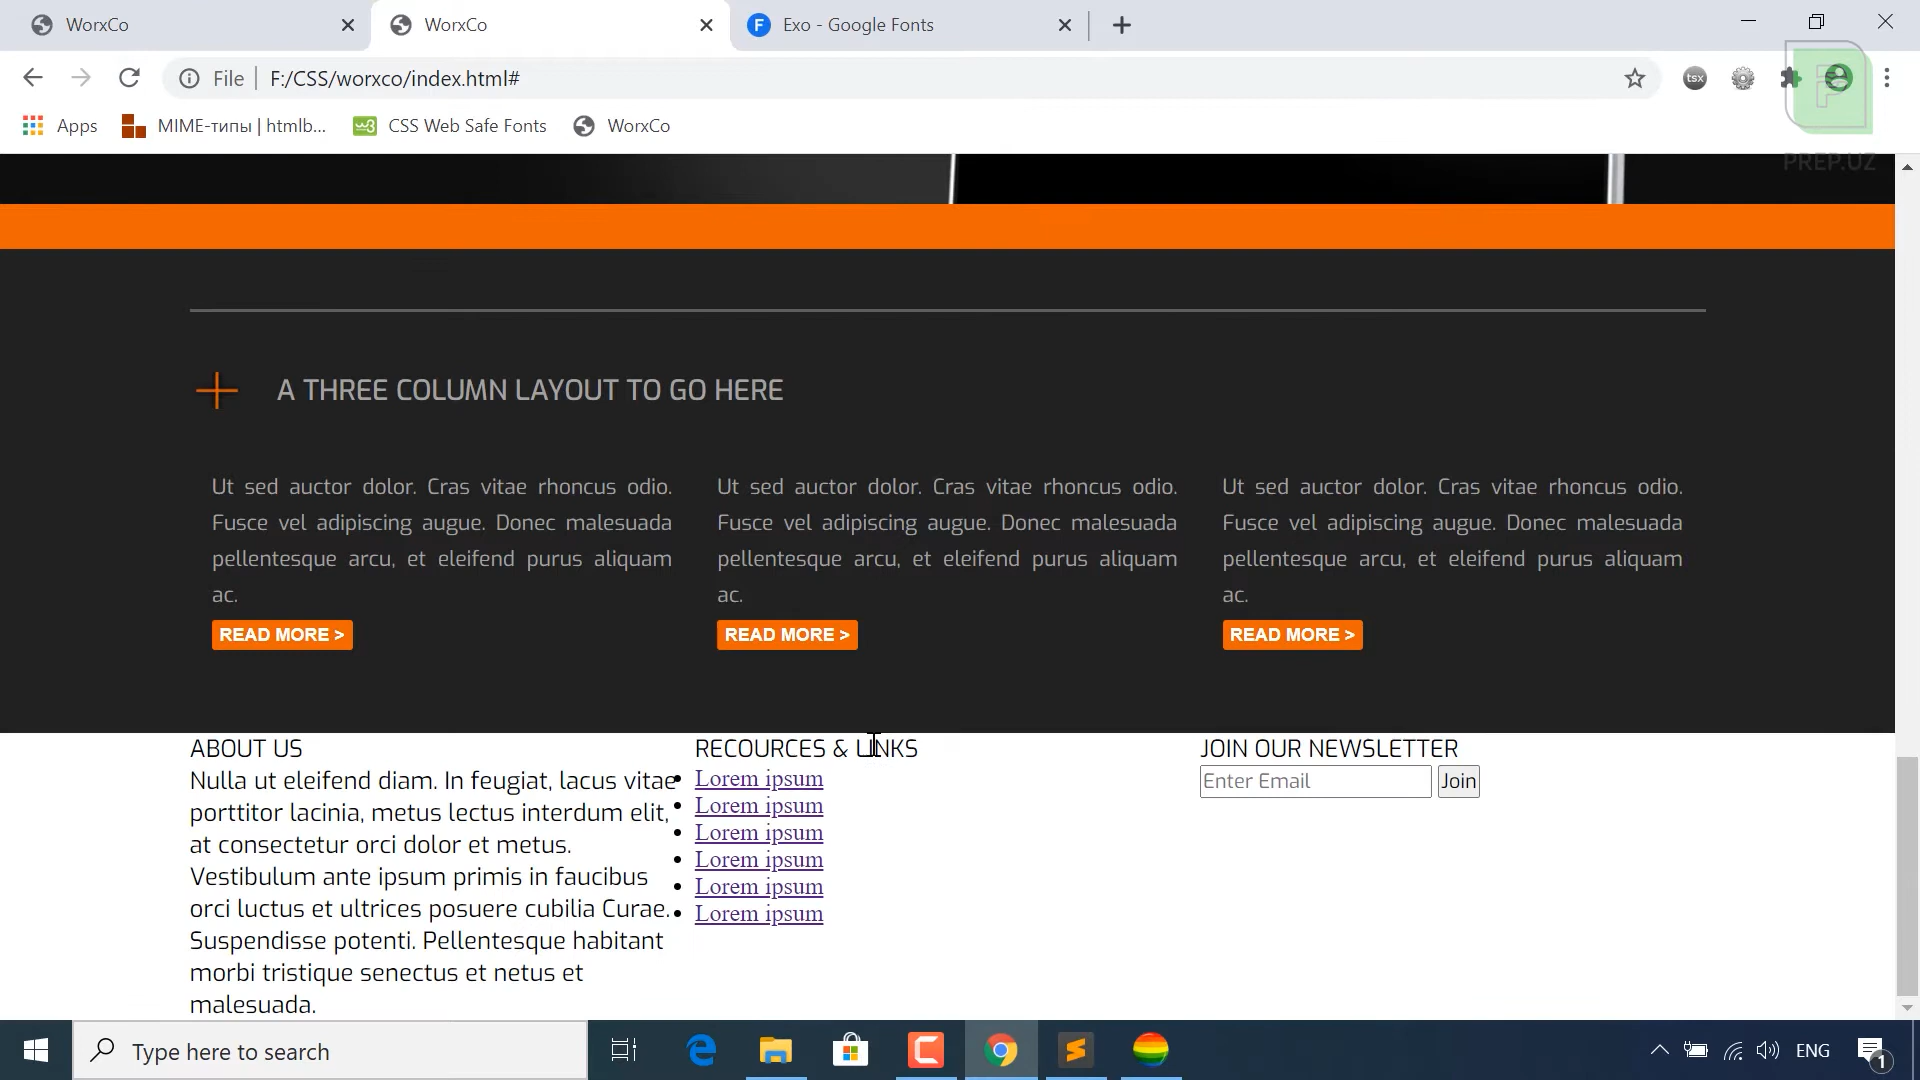 WorxCo
WorxCo
Exo - Google Fonts
File
F:/CSS/worxco/index.html#
tsx
Apps
MIME-типы | htmlb...
CSS Web Safe Fonts
WorxCo
PREP.UZ
A THREE COLUMN LAYOUT TO GO HERE
Ut sed auctor dolor. Cras vitae rhoncus odio.
Fusce vel adipiscing augue. Donec malesuada
pellentesque arcu, et eleifend purus aliquam
ac.
READ MORE >
Ut sed auctor dolor. Cras vitae rhoncus odio.
Fusce vel adipiscing augue. Donec malesuada
pellentesque arcu, et eleifend purus aliquam
ac.
READ MORE >
Ut sed auctor dolor. Cras vitae rhoncus odio.
Fusce vel adipiscing augue. Donec malesuada
pellentesque arcu, et eleifend purus aliquam
ac.
READ MORE >
ABOUT US
Nulla ut eleifend diam. In feugiat, lacus vitae
porttitor lacinia, metus lectus interdum elit,
at consectetur orci dolor et metus.
Vestibulum ante ipsum primis in faucibus
orci luctus et ultrices posuere cubilia Curae.
Suspendisse potenti. Pellentesque habitant
morbi tristique senectus et netus et
malesuada.
RECOURCES & LINKS
Lorem ipsum
Lorem ipsum
Lorem ipsum
Lorem ipsum
Lorem ipsum
Lorem ipsum
JOIN OUR NEWSLETTER
Enter Email
Join
Type here to search
ENG
1